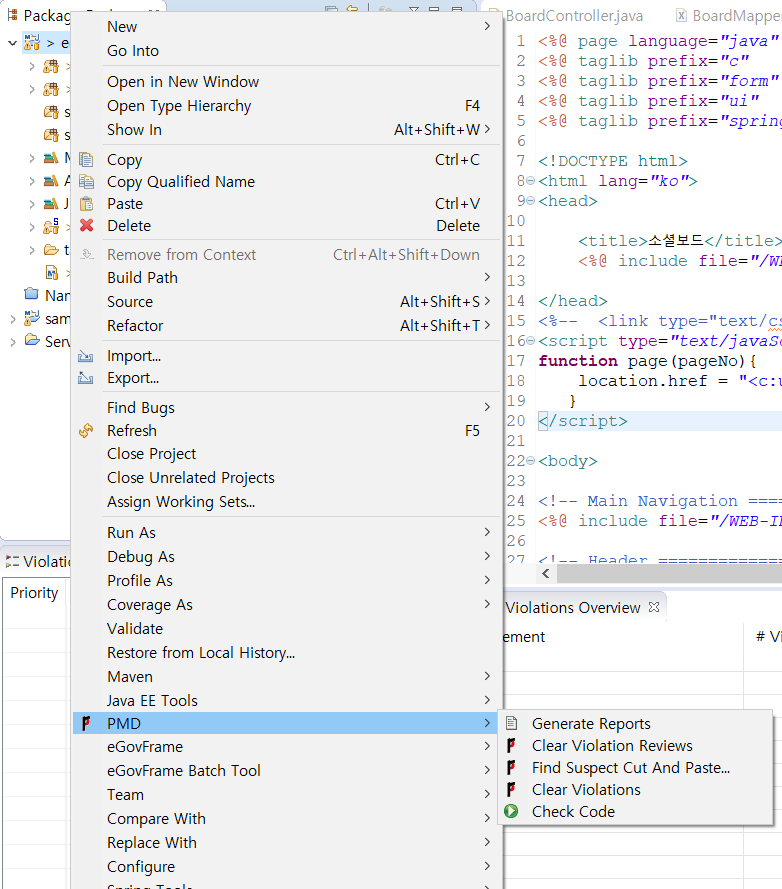 Package
BoardController.java
BoardMapper
> e
Nan
sam
Serv
New
Go Into
Open in New Window
Open Type Hierarchy F4
Show In Alt+Shift+W >
Copy Ctrl+C
Copy Qualified Name
Paste Ctrl+V
Delete Delete
Remove from Context Ctrl+Alt+Shift+Down
Build Path
Source Alt+Shift+S >
Refactor Alt+Shift+T >
Import...
Export...
Find Bugs
Refresh F5
Close Project
Close Unrelated Projects
Assign Working Sets...
Run As
Debug As
Profile As
Coverage As
Validate
Restore from Local History...
Maven
Java EE Tools
PMD
eGovFrame
eGovFrame Batch Tool
Team
Compare With
Replace With
Configure
Spring Tools
Generate Reports
Clear Violation Reviews
Find Suspect Cut And Paste...
Clear Violations
Check Code
1 <%@ page language="java"
2 <%@ taglib prefix="c"
3 <%@ taglib prefix="form"
4 <%@ taglib prefix="ui"
5 <%@ taglib prefix="spring
6
7 <!DOCTYPE html>
8 <html lang="ko">
9 <head>
10
11 <title>소셜보드</title>
12 <%@ include file="/WE
13
14 </head>
15 <%-- <link type="text/cs
16 <script type="text/javaSc
17 function page(pageNo){
18 location.href = "<c:u
19 }
20 </script>
21
22 <body>
23
24 <!-- Main Navigation ====
25 <%@ include file="/WEB-IN
26
27 <!-- Header =============
Violatio
Priority
Violations Overview
ement
# Vi